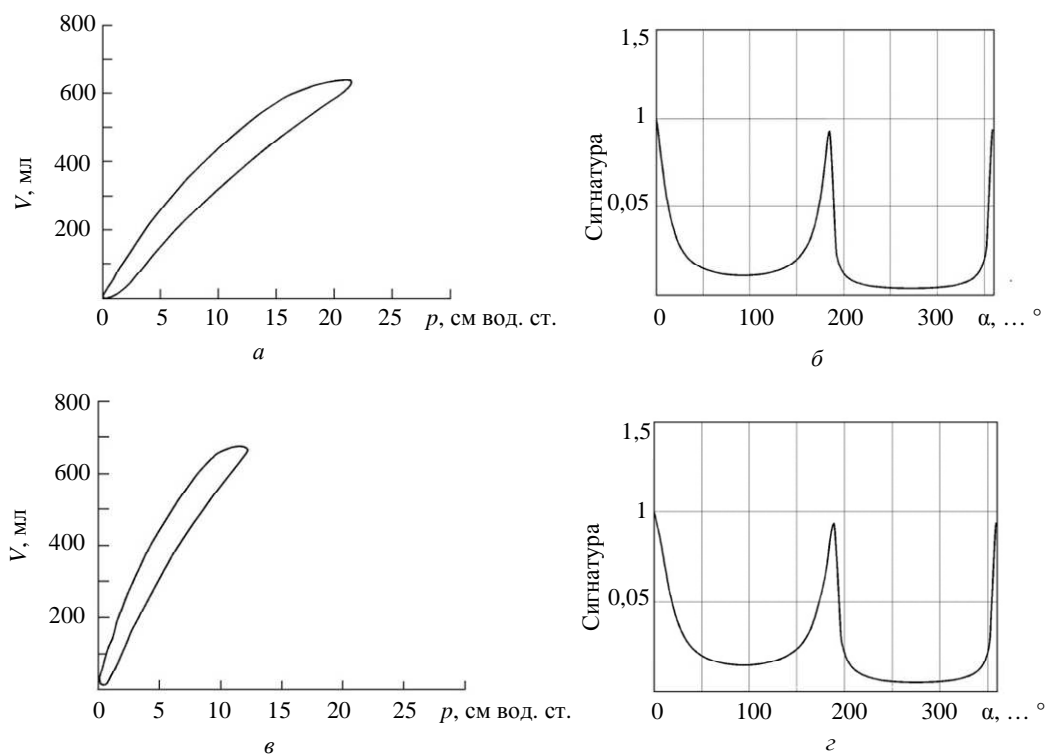 800
600
400
200
V, мл
0 5 10 15 20 25 p, см вод. ст.
а
1,5
1
0,05
Сигнатура
0 100 200 300 α, … °
б
800
600
400
200
V, мл
0 5 10 15 20 25 p, см вод. ст.
в
1,5
1
0,05
Сигнатура
0 100 200 300 α, … °
г